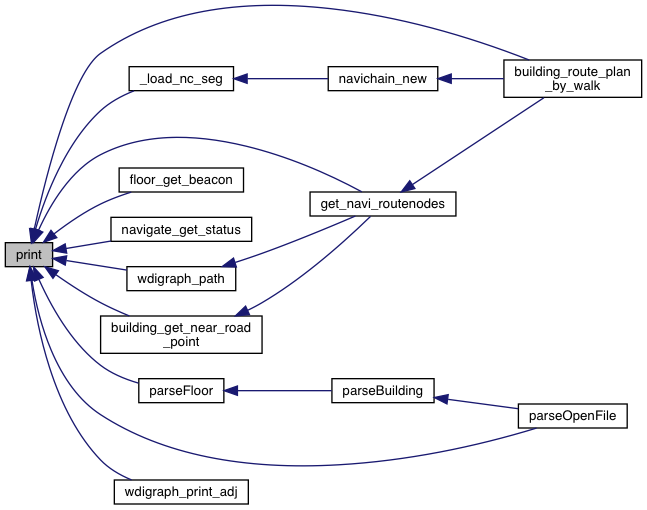 building_route_plan
_by_walk
_load_nc_seg
navichain_new
floor_get_beacon
get_navi_routenodes
navigate_get_status
print
wdigraph_path
building_get_near_road
_point
parseFloor
parseBuilding
parseOpenFile
wdigraph_print_adj